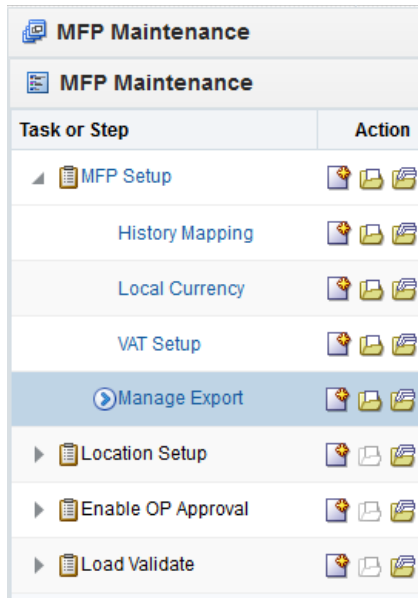 MFP Maintenance
MFP Maintenance
Task or Step Action
MFP Setup
History Mapping
Local Currency
VAT Setup
Manage Export
Location Setup
Enable OP Approval
Load Validate